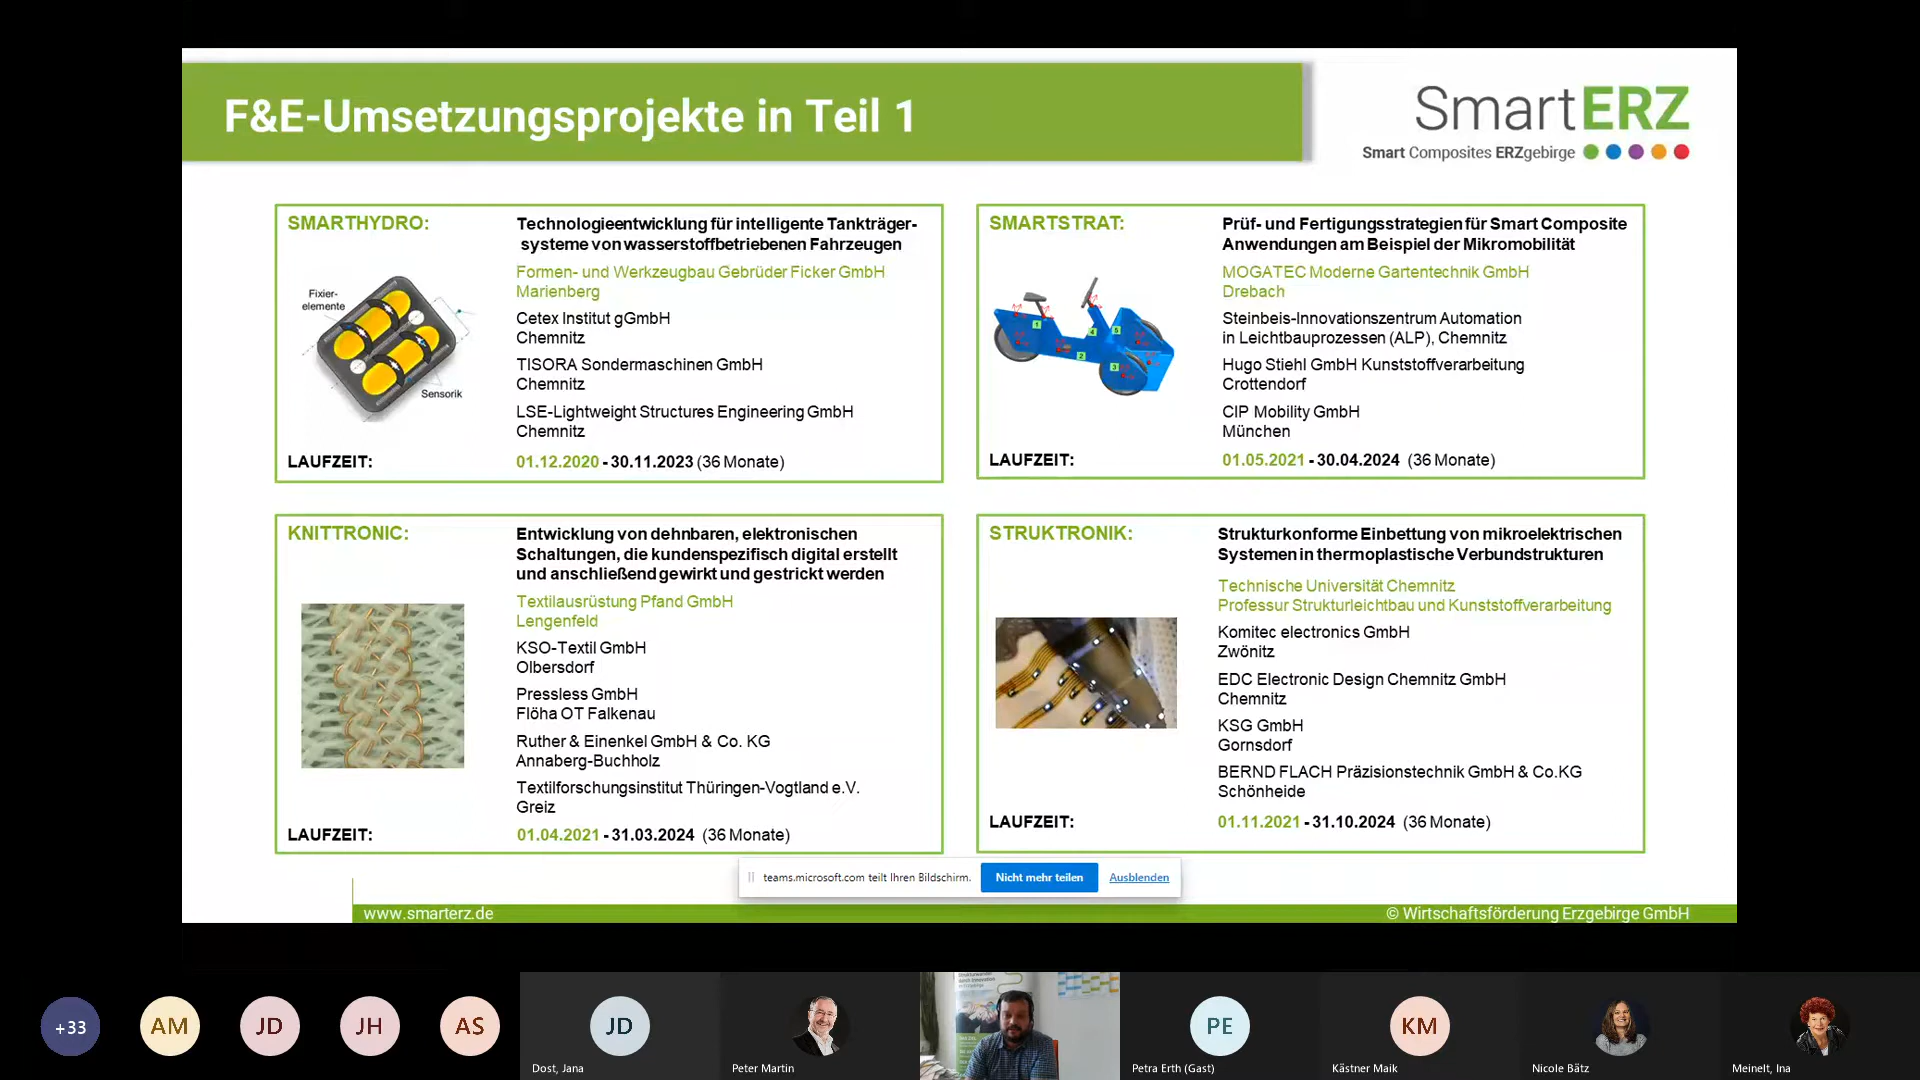 F&E-Umsetzungsprojekte in Teil 1
SmartERZ
Smart Composites ERZgebirge
SMARTHYDRO:
Technologieentwicklung für intelligente Tankträger-
systeme von wasserstoffbetriebenen Fahrzeugen
Formen- und Werkzeugbau Gebrüder Ficker GmbH
Marienberg
Fixier-
elemente
Sensorik
Cetex Institut gGmbH
Chemnitz
TISORA Sondermaschinen GmbH
Chemnitz
LSE-Lightweight Structures Engineering GmbH
Chemnitz
LAUFZEIT:
01.12.2020 - 30.11.2023 (36 Monate)
SMARTSTRAT:
Prüf- und Fertigungsstrategien für Smart Composite
Anwendungen am Beispiel der Mikromobilität
MOGATEC Moderne Gartentechnik GmbH
Drebach
1
4
5
2
3
Steinbeis-Innovationszentrum Automation
in Leichtbauprozessen (ALP), Chemnitz
Hugo Stiehl GmbH Kunststoffverarbeitung
Crottendorf
CIP Mobility GmbH
München
LAUFZEIT:
01.05.2021 - 30.04.2024 (36 Monate)
KNITTRONIC:
Entwicklung von dehnbaren, elektronischen
Schaltungen, die kundenspezifisch digital erstellt
und anschließend gewirkt und gestrickt werden
Textilausrüstung Pfand GmbH
Lengenfeld
KSO-Textil GmbH
Olbersdorf
Pressless GmbH
Flöha OT Falkenau
Ruther & Einenkel GmbH & Co. KG
Annaberg-Buchholz
Textilforschungsinstitut Thüringen-Vogtland e.V.
Greiz
LAUFZEIT:
01.04.2021 - 31.03.2024 (36 Monate)
STRUKTRONIK:
Strukturkonforme Einbettung von mikroelektrischen
Systemen in thermoplastische Verbundstrukturen
Technische Universität Chemnitz
Professur Strukturleichtbau und Kunststoffverarbeitung
Komitec electronics GmbH
Zwönitz
EDC Electronic Design Chemnitz GmbH
Chemnitz
KSG GmbH
Gornsdorf
BERND FLACH Präzisionstechnik GmbH & Co.KG
Schönheide
LAUFZEIT:
01.11.2021 - 31.10.2024 (36 Monate)
teams.microsoft.com teilt Ihren Bildschirm.
Nicht mehr teilen
Ausblenden
www.smarterz.de
© Wirtschaftsförderung Erzgebirge GmbH
+33
AM
JD
JH
AS
JD
PE
KM
Dost, Jana
Peter Martin
Petra Erth (Gast)
Kästner Maik
Nicole Bätz
Meinelt, Ina